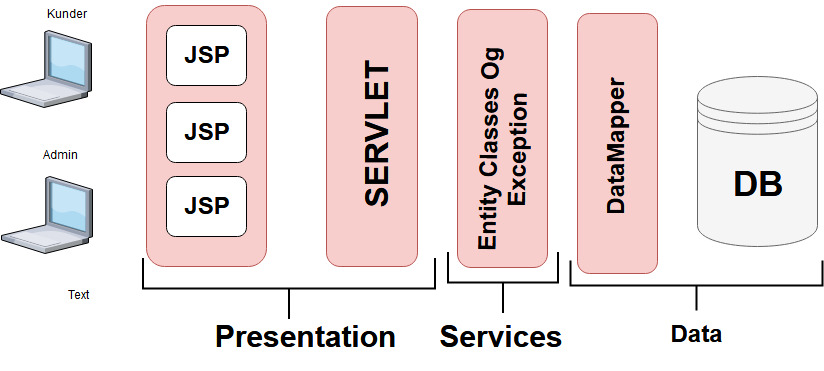 Kunder
Admin
Text
JSP
JSP
JSP
SERVLET
Entity Classes Og
Exception
DataMapper
DB
Presentation
Services
Data